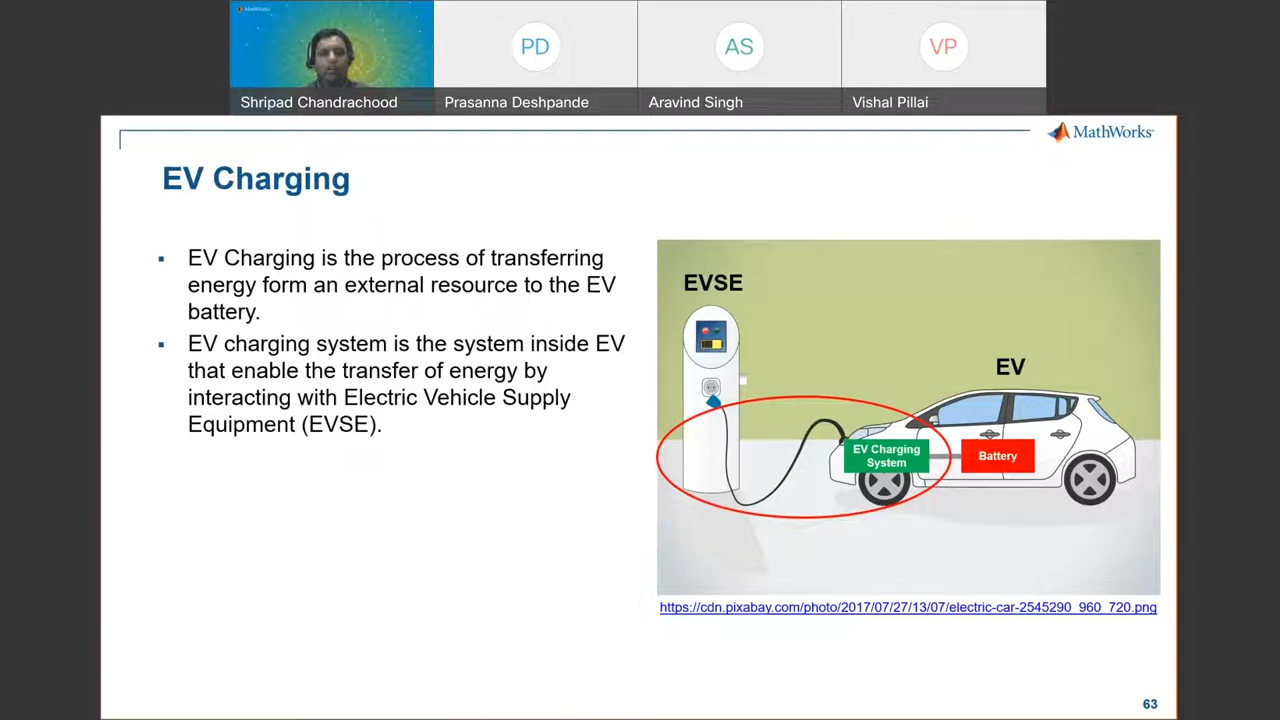 MathWorks
PD
AS
VP
Shripad Chandrachood
Prasanna Deshpande
Aravind Singh
Vishal Pillai
MathWorks
EV Charging
EV Charging is the process of transferring
energy form an external resource to the EV
battery.
EV charging system is the system inside EV
that enable the transfer of energy by
interacting with Electric Vehicle Supply
Equipment (EVSE).
EVSE
EV
EV Charging
System
Battery
https://cdn.pixabay.com/photo/2017/07/27/13/07/electric-car-2545290_960_720.png
63